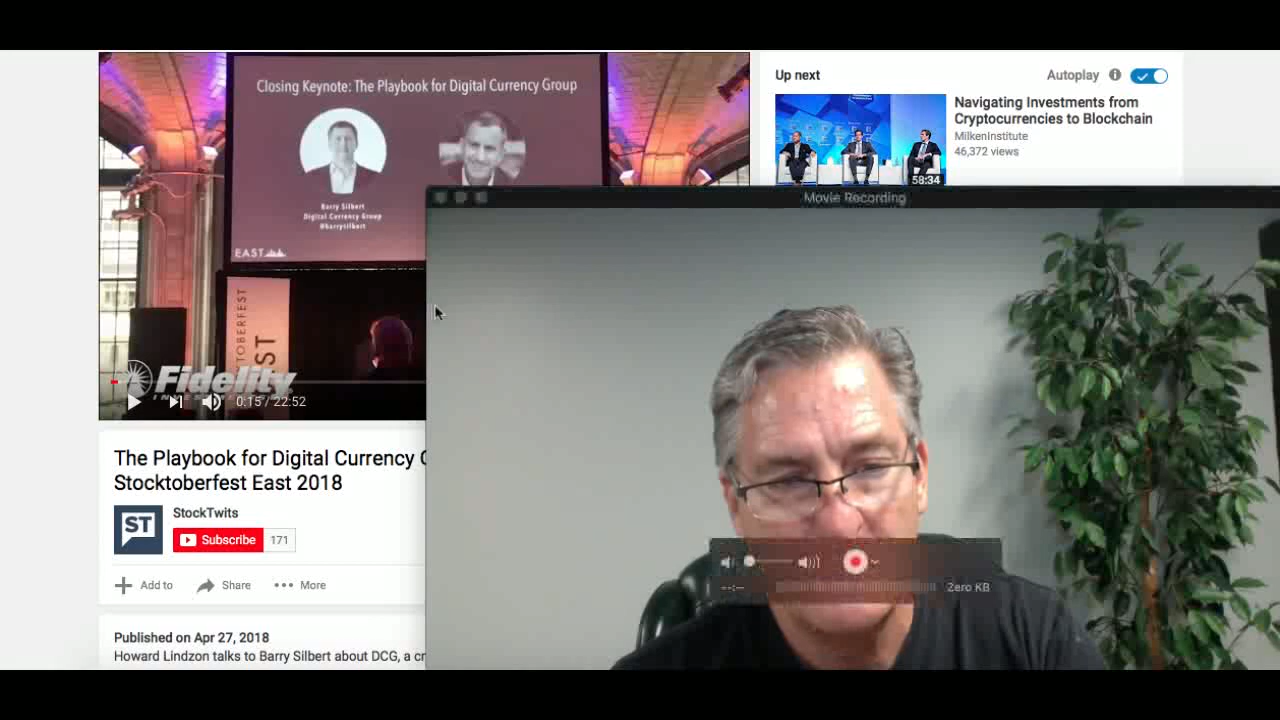 Closing Keynote: The Playbook for Digital Currency Group
Barry Silbert
Digital Currency Group
@barrysilbert
EAST
TOBERFEST
ST
Fidelity
0:15 / 22:52
Up next
Autoplay
Navigating Investments from
Cryptocurrencies to Blockchain
MilkenInstitute
46,372 views
58:34
Movie Recording
--:--
Zero KB
The Playbook for Digital Currency
Stocktoberfest East 2018
ST
StockTwits
Subscribe 171
Add to Share More
Published on Apr 27, 2018
Howard Lindzon talks to Barry Silbert about DCG, a